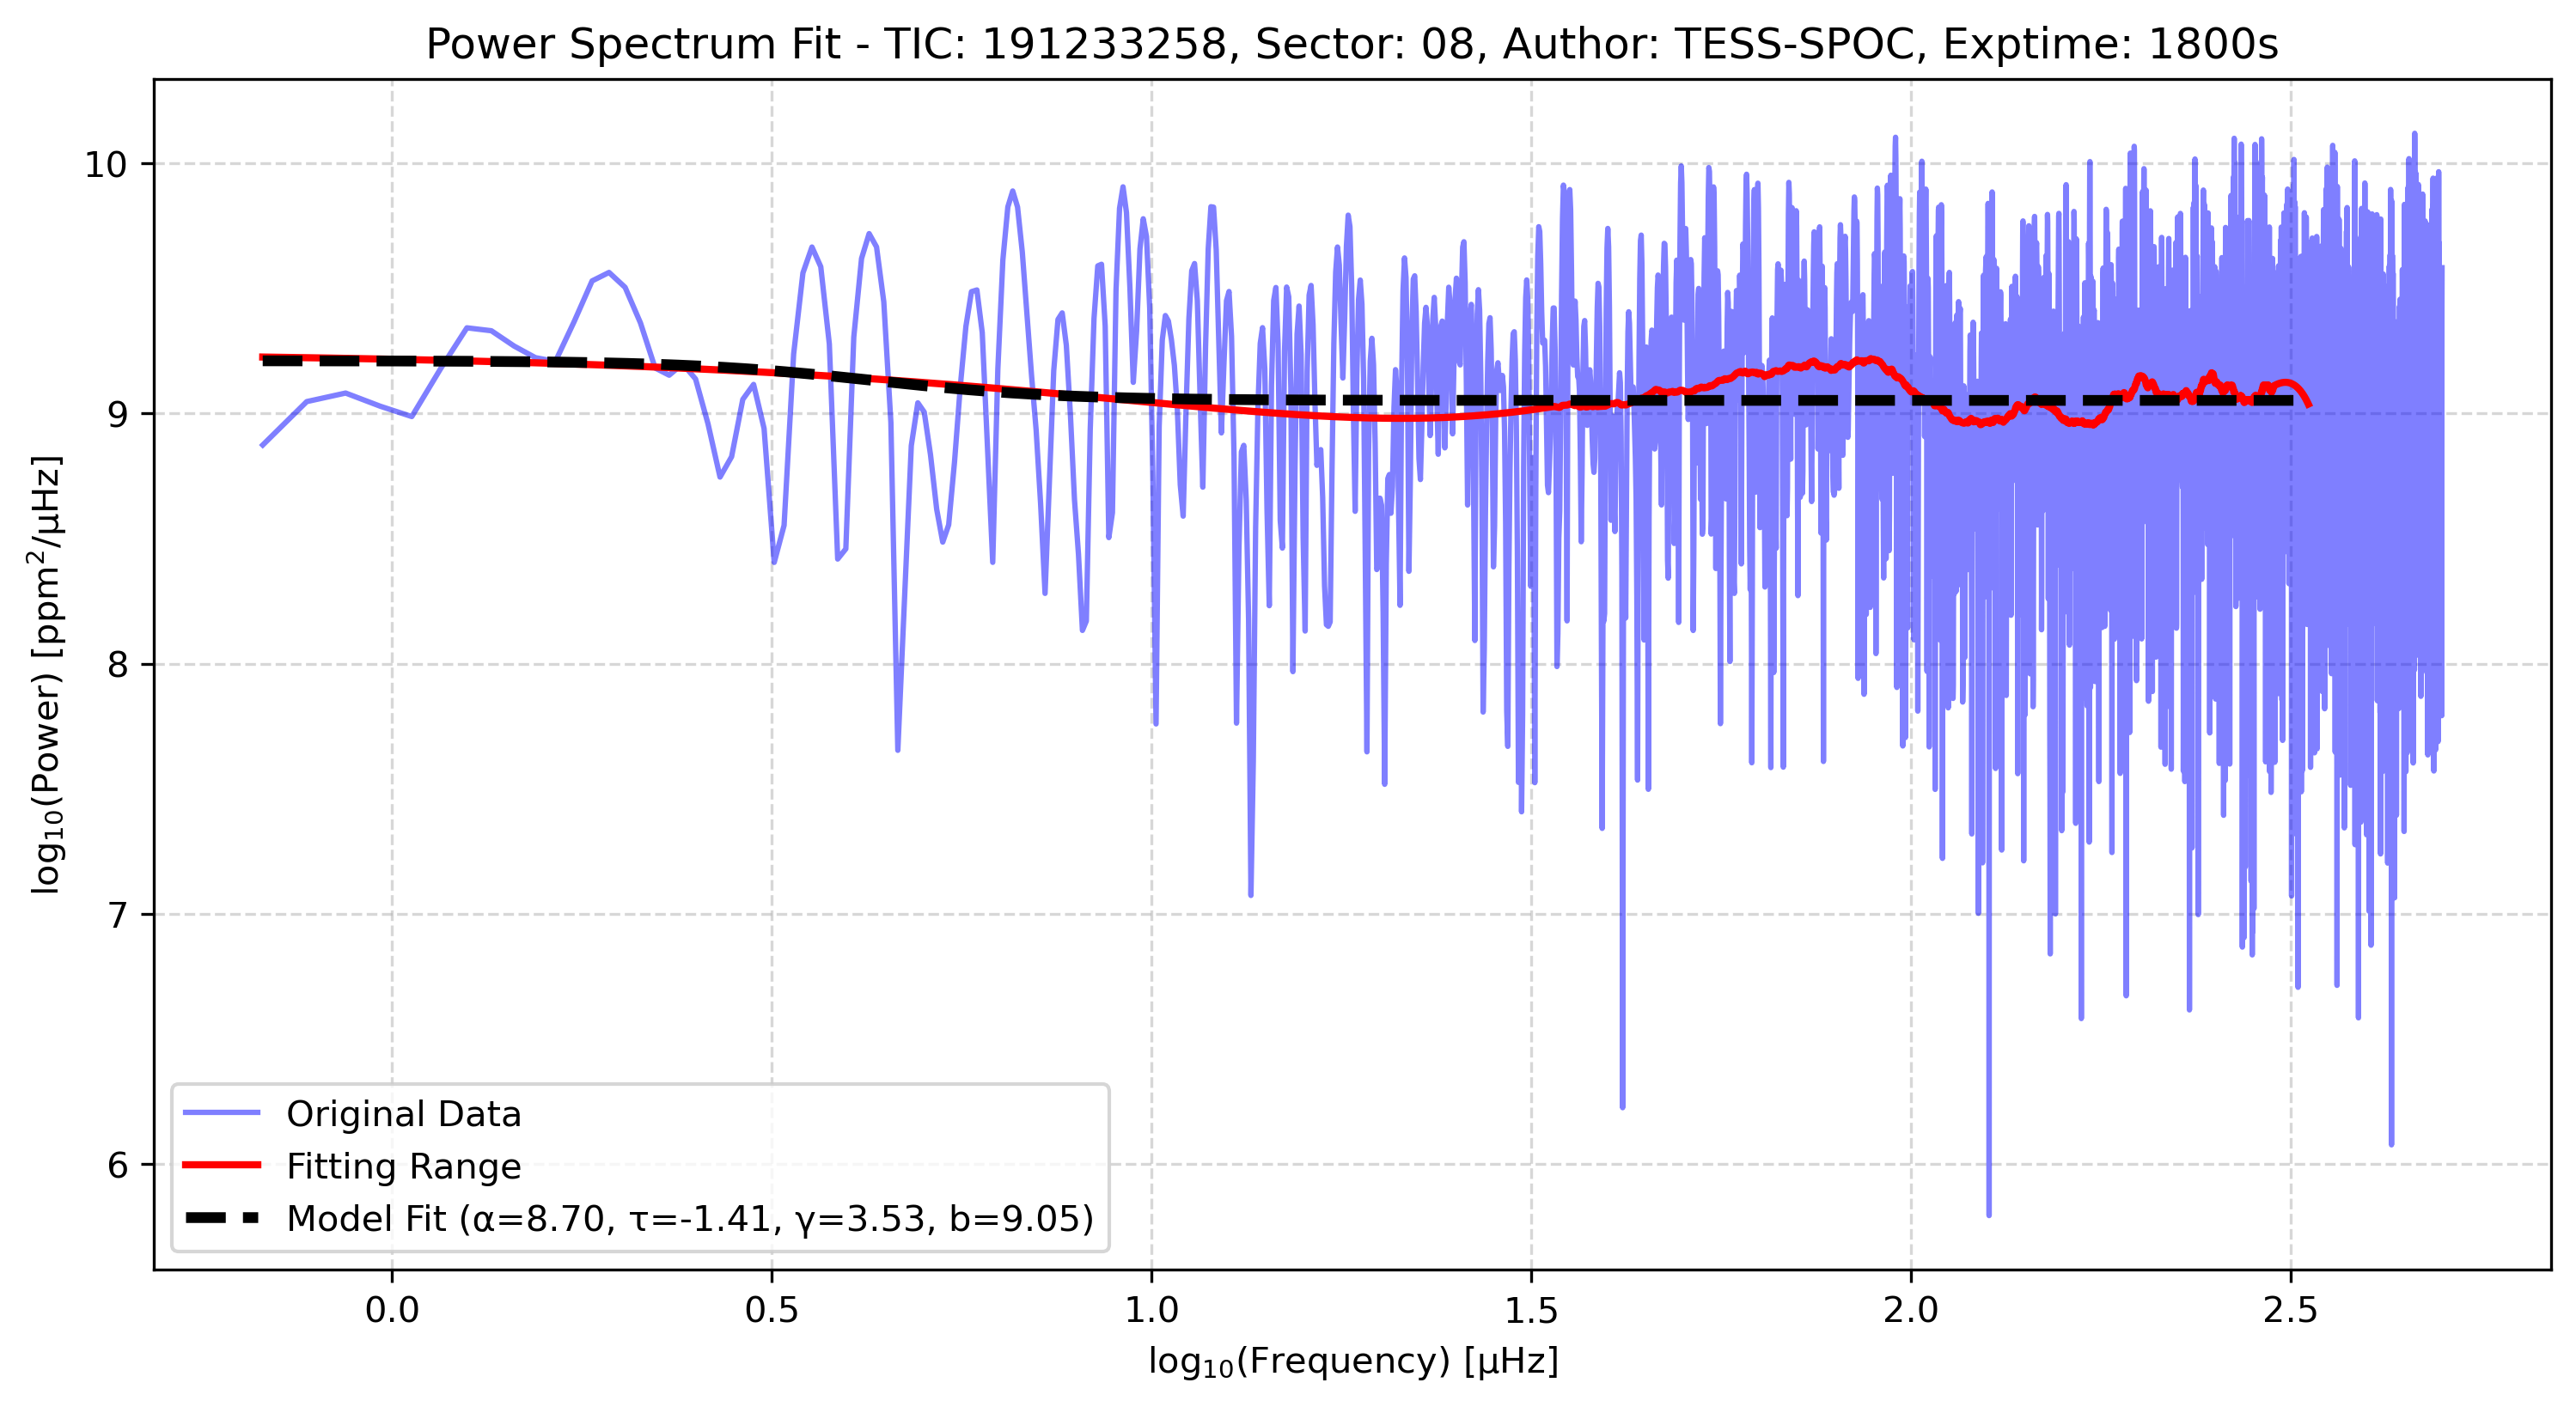 Power Spectrum Fit - TIC: 191233258, Sector: 08, Author: TESS-SPOC, Exptime: 1800s
log₁₀(Power) [ppm²/μHz]
10
9
8
7
6
Original Data
Fitting Range
Model Fit (α=8.70, τ=-1.41, γ=3.53, b=9.05)
0.0 0.5 1.0 1.5 2.0 2.5
log₁₀(Frequency) [μHz]